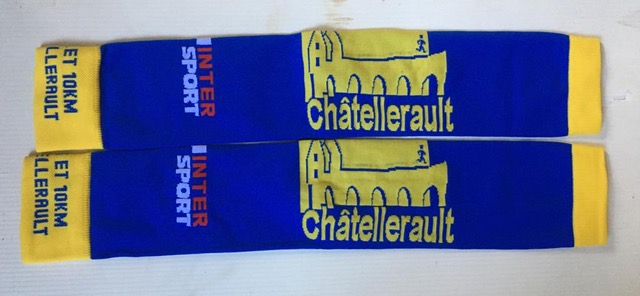 ET 10KM
LLERAULT
INTER
SPORT
Châtellerault
ET 10KM
LLERAULT
INTER
SPORT
Châtellerault